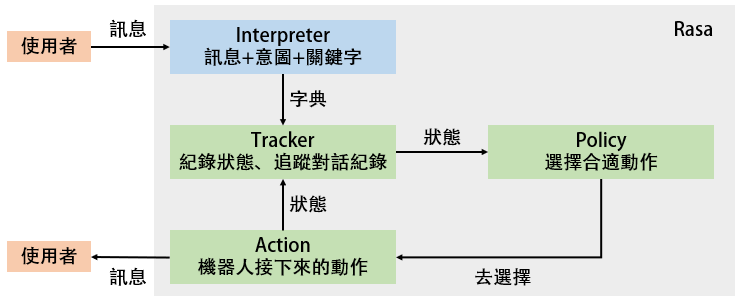 Rasa
使用者
訊息
Interpreter
訊息+意圖+關鍵字
字典
Tracker
紀錄狀態、追蹤對話紀錄
狀態
Policy
選擇合適動作
狀態
Action
機器人接下來的動作
去選擇
訊息
使用者